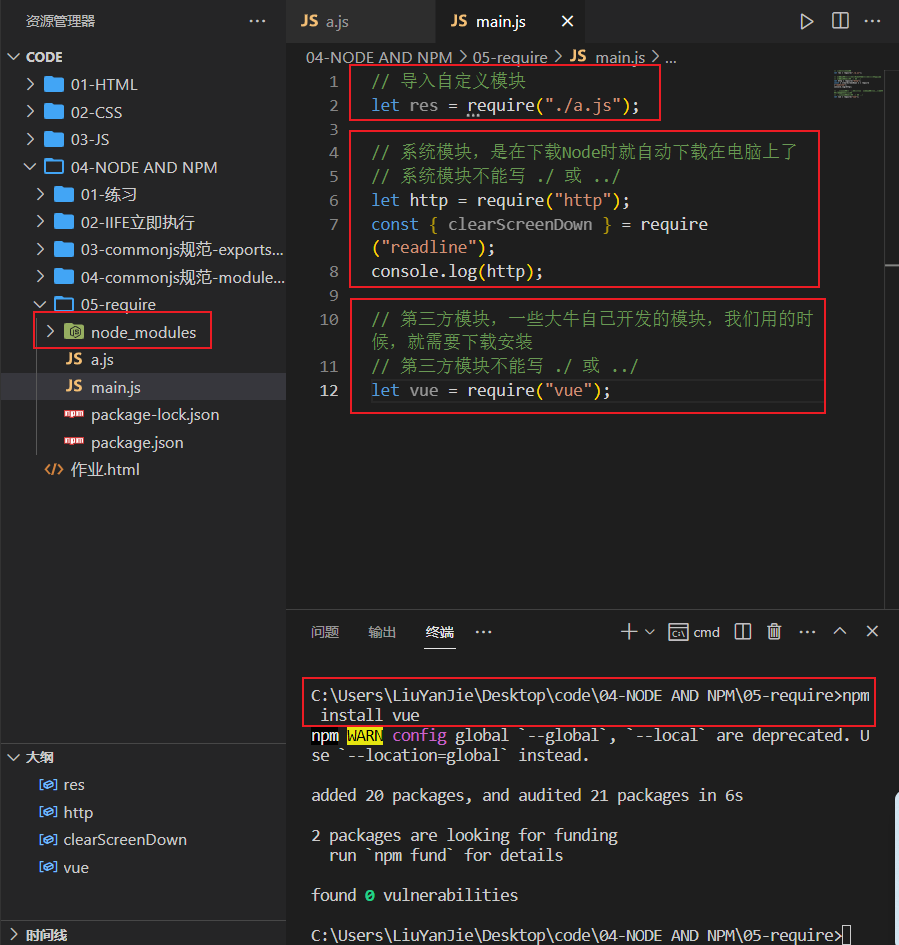 资源管理器
CODE
01-HTML
02-CSS
03-JS
04-NODE AND NPM
01-练习
02-IIFE立即执行
03-commonjs规范-exports...
04-commonjs规范-module...
05-require
node_modules
a.js
main.js
package-lock.json
package.json
作业.html
大纲
res
http
clearScreenDown
vue
时间线
JS a.js
JS main.js
04-NODE AND NPM > 05-require > JS main.js > ...
1 // 导入自定义模块
2 let res = require("./a.js");
3
4 // 系统模块，是在下载Node时就自动下载在电脑上了
5 // 系统模块不能写 ./ 或 ../
6 let http = require("http");
7 const { clearScreenDown } = require
("readline");
8 console.log(http);
9
10 // 第三方模块，一些大牛自己开发的模块，我们用的时
候，就需要下载安装
11 // 第三方模块不能写 ./ 或 ../
12 let vue = require("vue");
问题 输出 终端 ... cmd
C:\Users\LiuYanJie\Desktop\code\04-NODE AND NPM\05-require>npm
install vue
npm WARN config global `--global`, `--local` are deprecated. U
se `--location=global` instead.
added 20 packages, and audited 21 packages in 6s
2 packages are looking for funding
run `npm fund` for details
found 0 vulnerabilities
C:\Users\LiuYanJie\Desktop\code\04-NODE AND NPM\05-require>